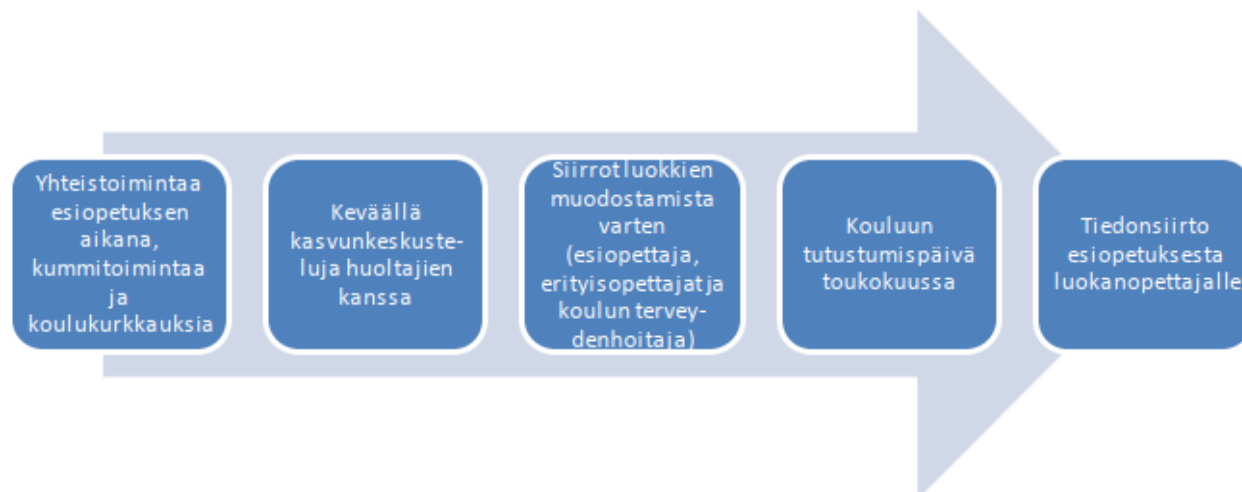 Yhteistoimintaa
esiopetuksen
aikana,
kummitoimintaa
ja
koulukurkkauksia
Keväällä
kasvunkeskuste-
luja huoltajien
kanssa
Siirrot luokkien
muodostamista
varten
(esiopettaja,
erityisopettajat ja
koulun tervey-
denhoitaja)
Kouluun
tutustumispäivä
toukokuussa
Tiedonsiirto
esiopetuksesta
luokanopettajalle